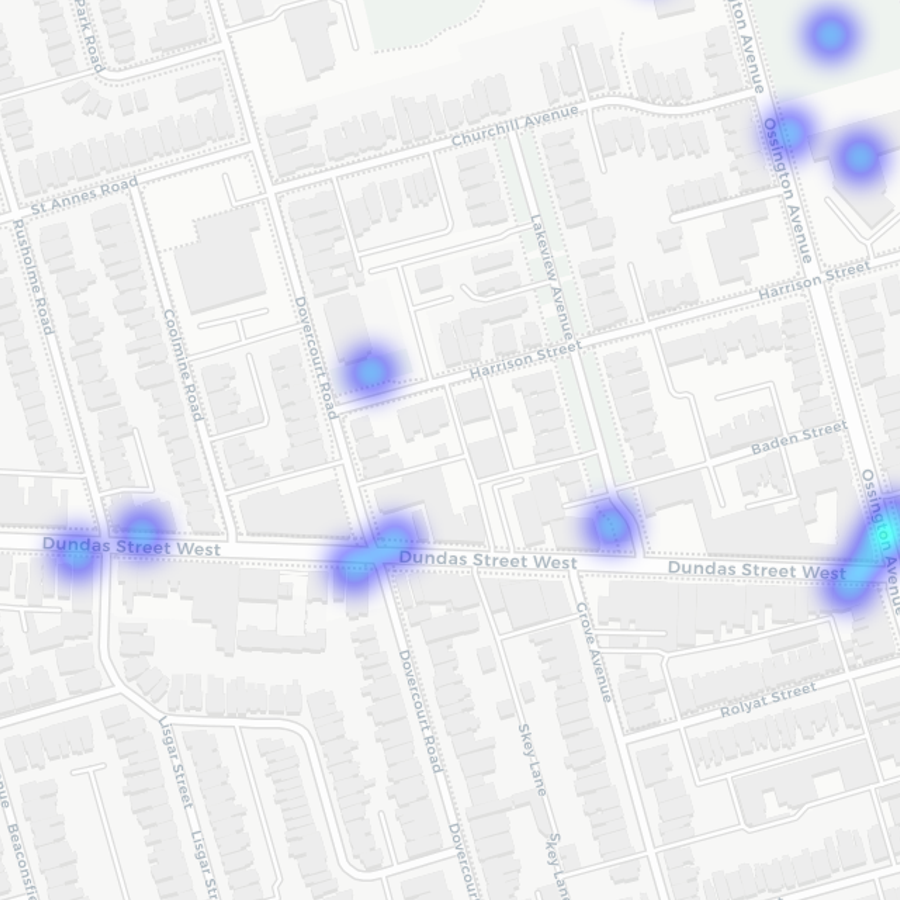 Park Road
Ossington Avenue
Churchill Avenue
St Annes Road
Lakeview Avenue
Rusholme Road
Harrison Street
Coolmine Road
Dovercourt Road
Harrison Street
Baden Street
Ossington Avenue
Dundas Street West
Dundas Street West
Dundas Street West
Grove Avenue
Dovercourt Road
Rolyat Street
Lisgar Street
Skey Lane
Lisgar Str
Skey Lane